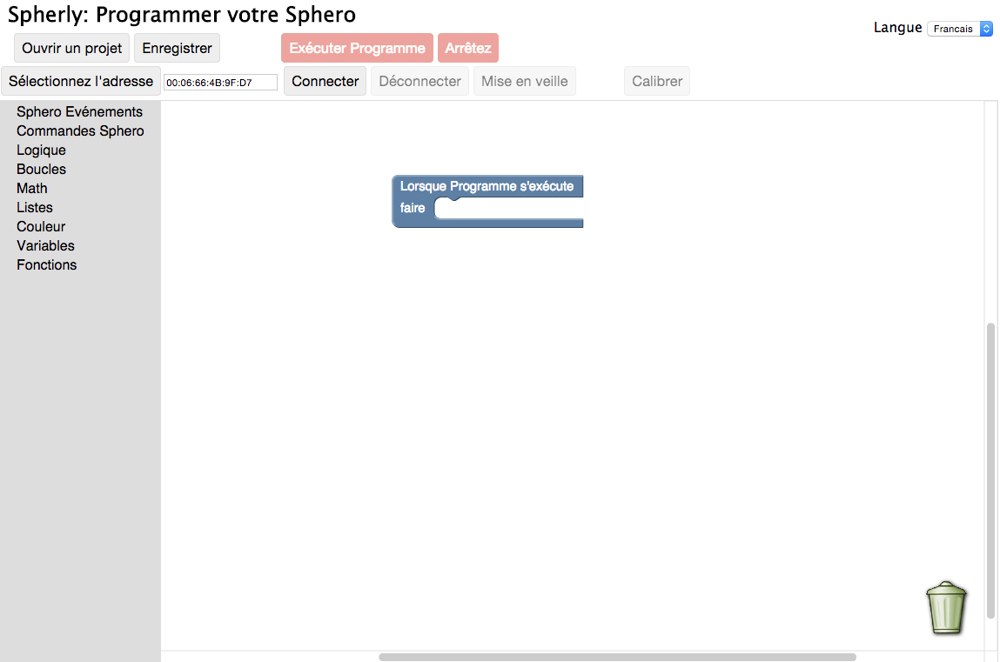 Spherly: Programmer votre Sphero
Langue Francais
Ouvrir un projet Enregistrer Exécuter Programme Arrêtez
Sélectionnez l'adresse 00:06:66:4B:9F:D7 Connecter Déconnecter Mise en veille Calibrer
Sphero Evénements
Commandes Sphero
Logique
Boucles
Math
Listes
Couleur
Variables
Fonctions
Lorsque Programme s'exécute
faire